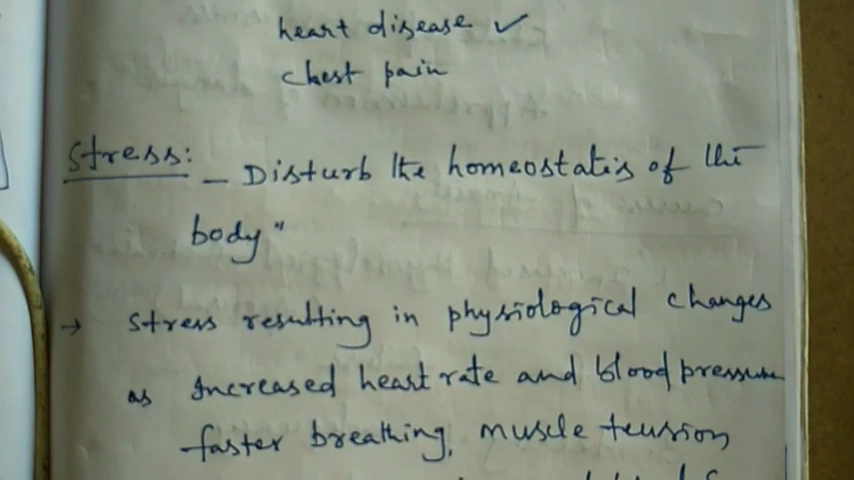 heart disease ✓
chest pain
Stress: - Disturb the homeostatis of the
body"
→ Stress resulting in physiological changes
as increased heart rate and blood pressure
faster breathing, muscle tension